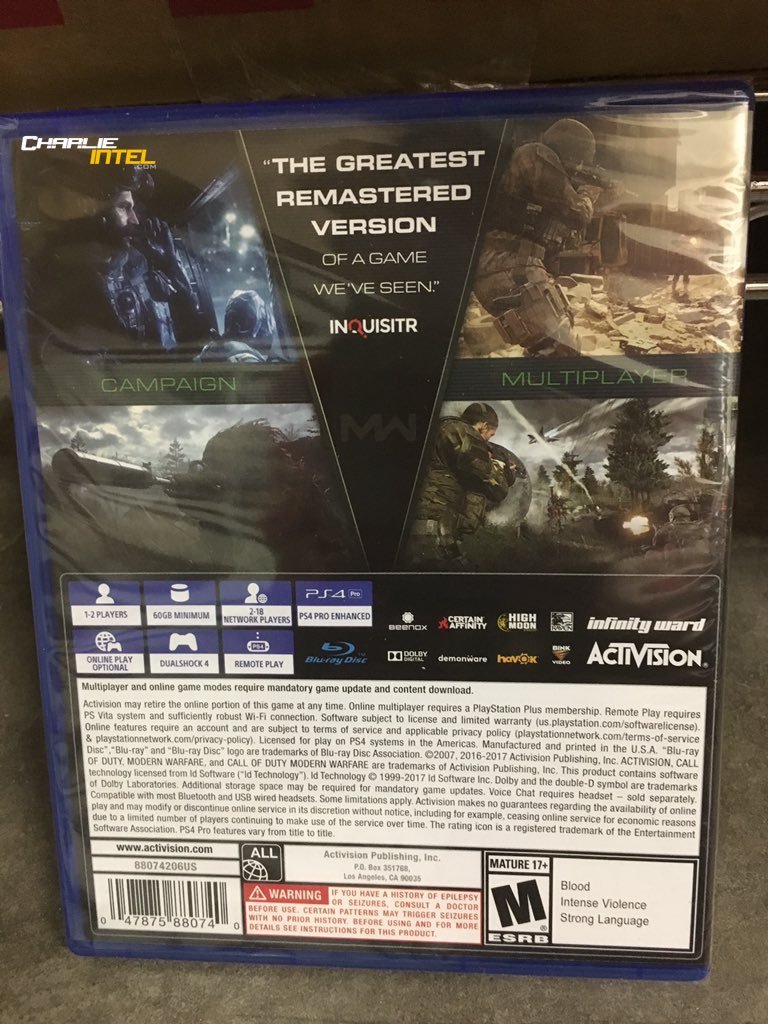 CHARLIE
INTEL
.COM
"THE GREATEST
REMASTERED
VERSION
OF A GAME
WE'VE SEEN."
INQUISITR
CAMPAIGN
MULTIPLAYER
MW
1-2 PLAYERS
60GB MINIMUM
2-18
NETWORK PLAYERS
PS4 Pro
PS4 PRO ENHANCED
ONLINE PLAY
OPTIONAL
DUALSHOCK 4
PS4
REMOTE PLAY
Blu-ray Disc
BEENOX
CERTAIN
AFFINITY
HIGH
MOON
infinity ward
DOLBY
DIGITAL
demonware
havok
BINK
VIDEO
ACTIVISION®
Multiplayer and online game modes require mandatory game update and content download.
Activision may retire the online portion of this game at any time. Online multiplayer requires a PlayStation Plus membership. Remote Play requires
PS Vita system and sufficiently robust Wi-Fi connection. Software subject to license and limited warranty (us.playstation.com/softwarelicense).
Online features require an account and are subject to terms of service and applicable privacy policy (playstationnetwork.com/terms-of-service
& playstationnetwork.com/privacy-policy). Licensed for play on PS4 systems in the Americas. Manufactured and printed in the U.S.A. "Blu-ray
Disc", "Blu-ray" and "Blu-ray Disc" logo are trademarks of Blu-ray Disc Association. ©2007, 2016-2017 Activision Publishing, Inc. ACTIVISION, CALL
OF DUTY, MODERN WARFARE, and CALL OF DUTY MODERN WARFARE are trademarks of Activision Publishing, Inc. This product contains software
technology licensed from Id Software ("Id Technology"). Id Technology © 1999-2017 Id Software Inc. Dolby and the double-D symbol are trademarks
of Dolby Laboratories. Additional storage space may be required for mandatory game updates. Voice Chat requires headset – sold separately.
Compatible with most Bluetooth and USB wired headsets. Some limitations apply. Activision makes no guarantees regarding the availability of online
play and may modify or discontinue online service in its discretion without notice, including for example, ceasing online service for economic reasons
due to a limited number of players continuing to make use of the service over time. The rating icon is a registered trademark of the Entertainment
Software Association. PS4 Pro features vary from title to title.
www.activision.com
88074206US
ALL
Activision Publishing, Inc.
P.O. Box 351768,
Los Angeles, CA 90035
0 47875 88074 0
WARNING IF YOU HAVE A HISTORY OF EPILEPSY
OR SEIZURES, CONSULT A DOCTOR
BEFORE USE. CERTAIN PATTERNS MAY TRIGGER SEIZURES
WITH NO PRIOR HISTORY. BEFORE USING AND FOR MORE
DETAILS SEE INSTRUCTIONS FOR THIS PRODUCT.
MATURE 17+
M®
ESRB
Blood
Intense Violence
Strong Language